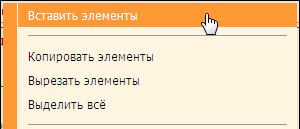 Вставить элементы
Копировать элементы
Вырезать элементы
Выделить всё